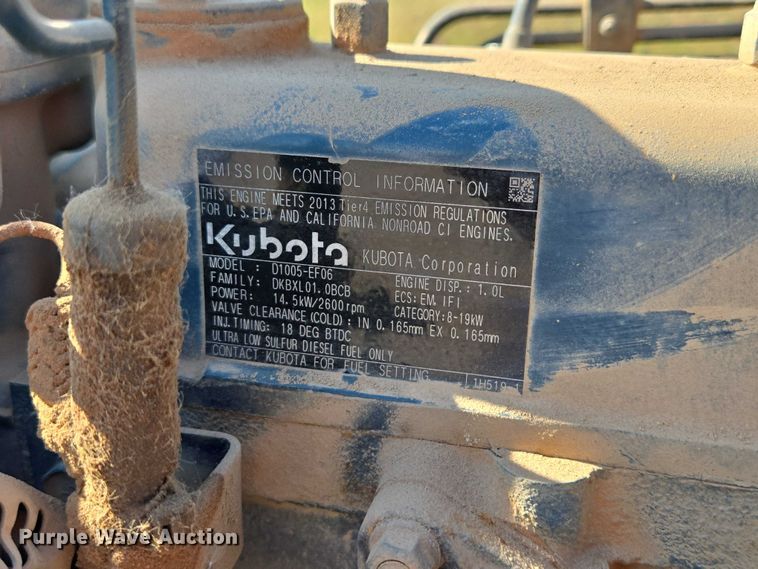 EMISSION CONTROL INFORMATION
THIS ENGINE MEETS 2013 Tier4 EMISSION REGULATIONS
FOR U.S.EPA AND CALIFORNIA NONROAD CI ENGINES.
Kubota KUBOTA Corporation
MODEL : D1005-EF06 ENGINE DISP.: 1.0L
FAMILY: DKBXL01.0BCB ECS: EM, IFI
POWER: 14.5kW/2600rpm CATEGORY: 8-19kW
VALVE CLEARANCE (COLD) : IN 0.165mm EX 0.165mm
INJ.TIMING: 18 DEG BTDC
ULTRA LOW SULFUR DIESEL FUEL ONLY
CONTACT KUBOTA FOR FUEL SETTING 1H519-1
Purple Wave Auction